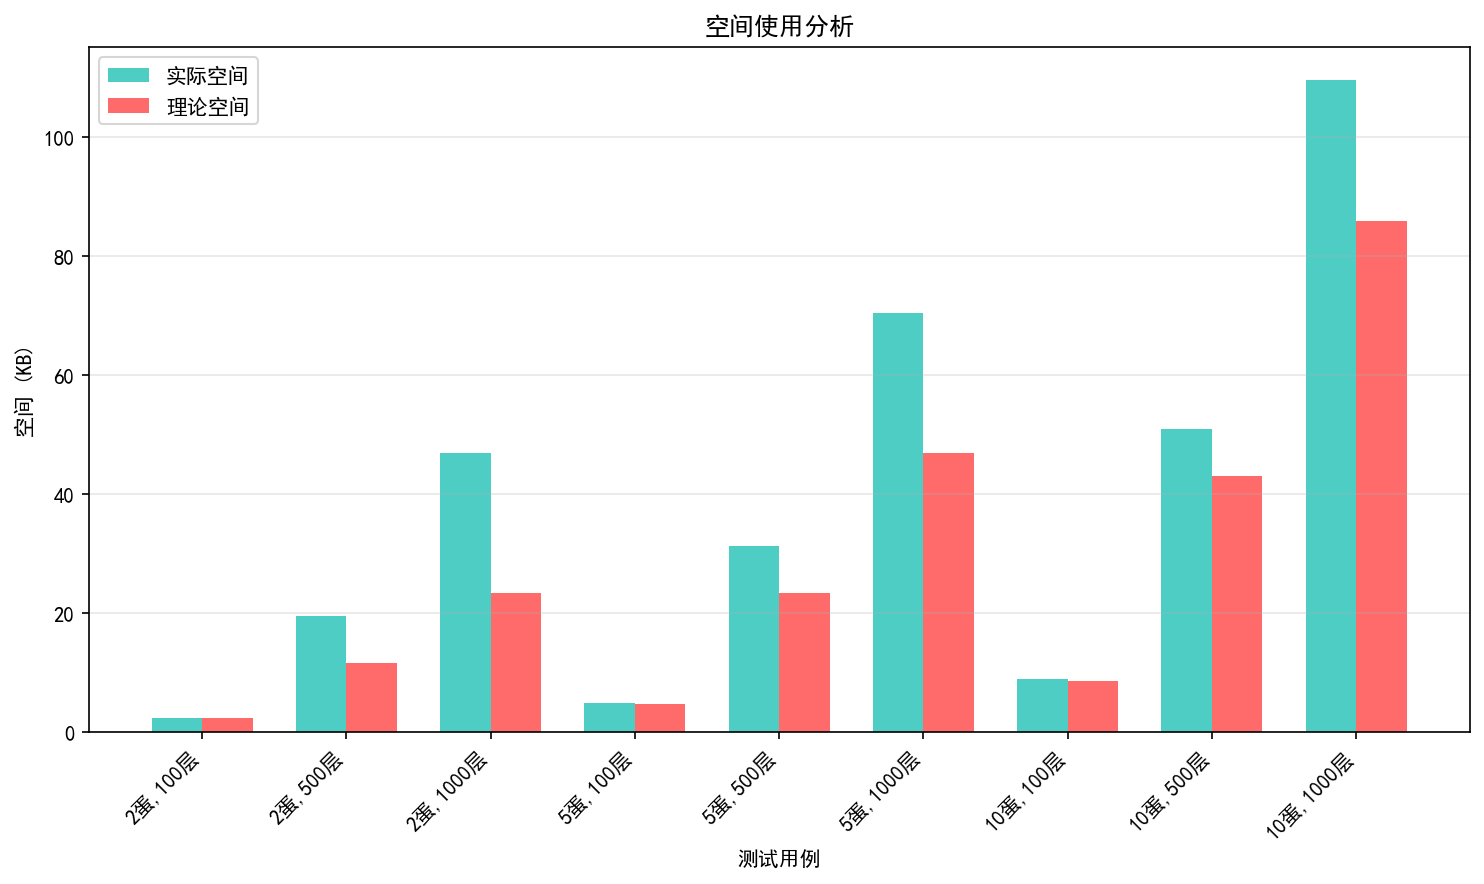 空间使用分析
实际空间
理论空间
100
80
60
40
20
0
空间 (KB)
2蛋, 100层
2蛋, 500层
2蛋, 1000层
5蛋, 100层
5蛋, 500层
5蛋, 1000层
10蛋, 100层
10蛋, 500层
10蛋, 1000层
测试用例